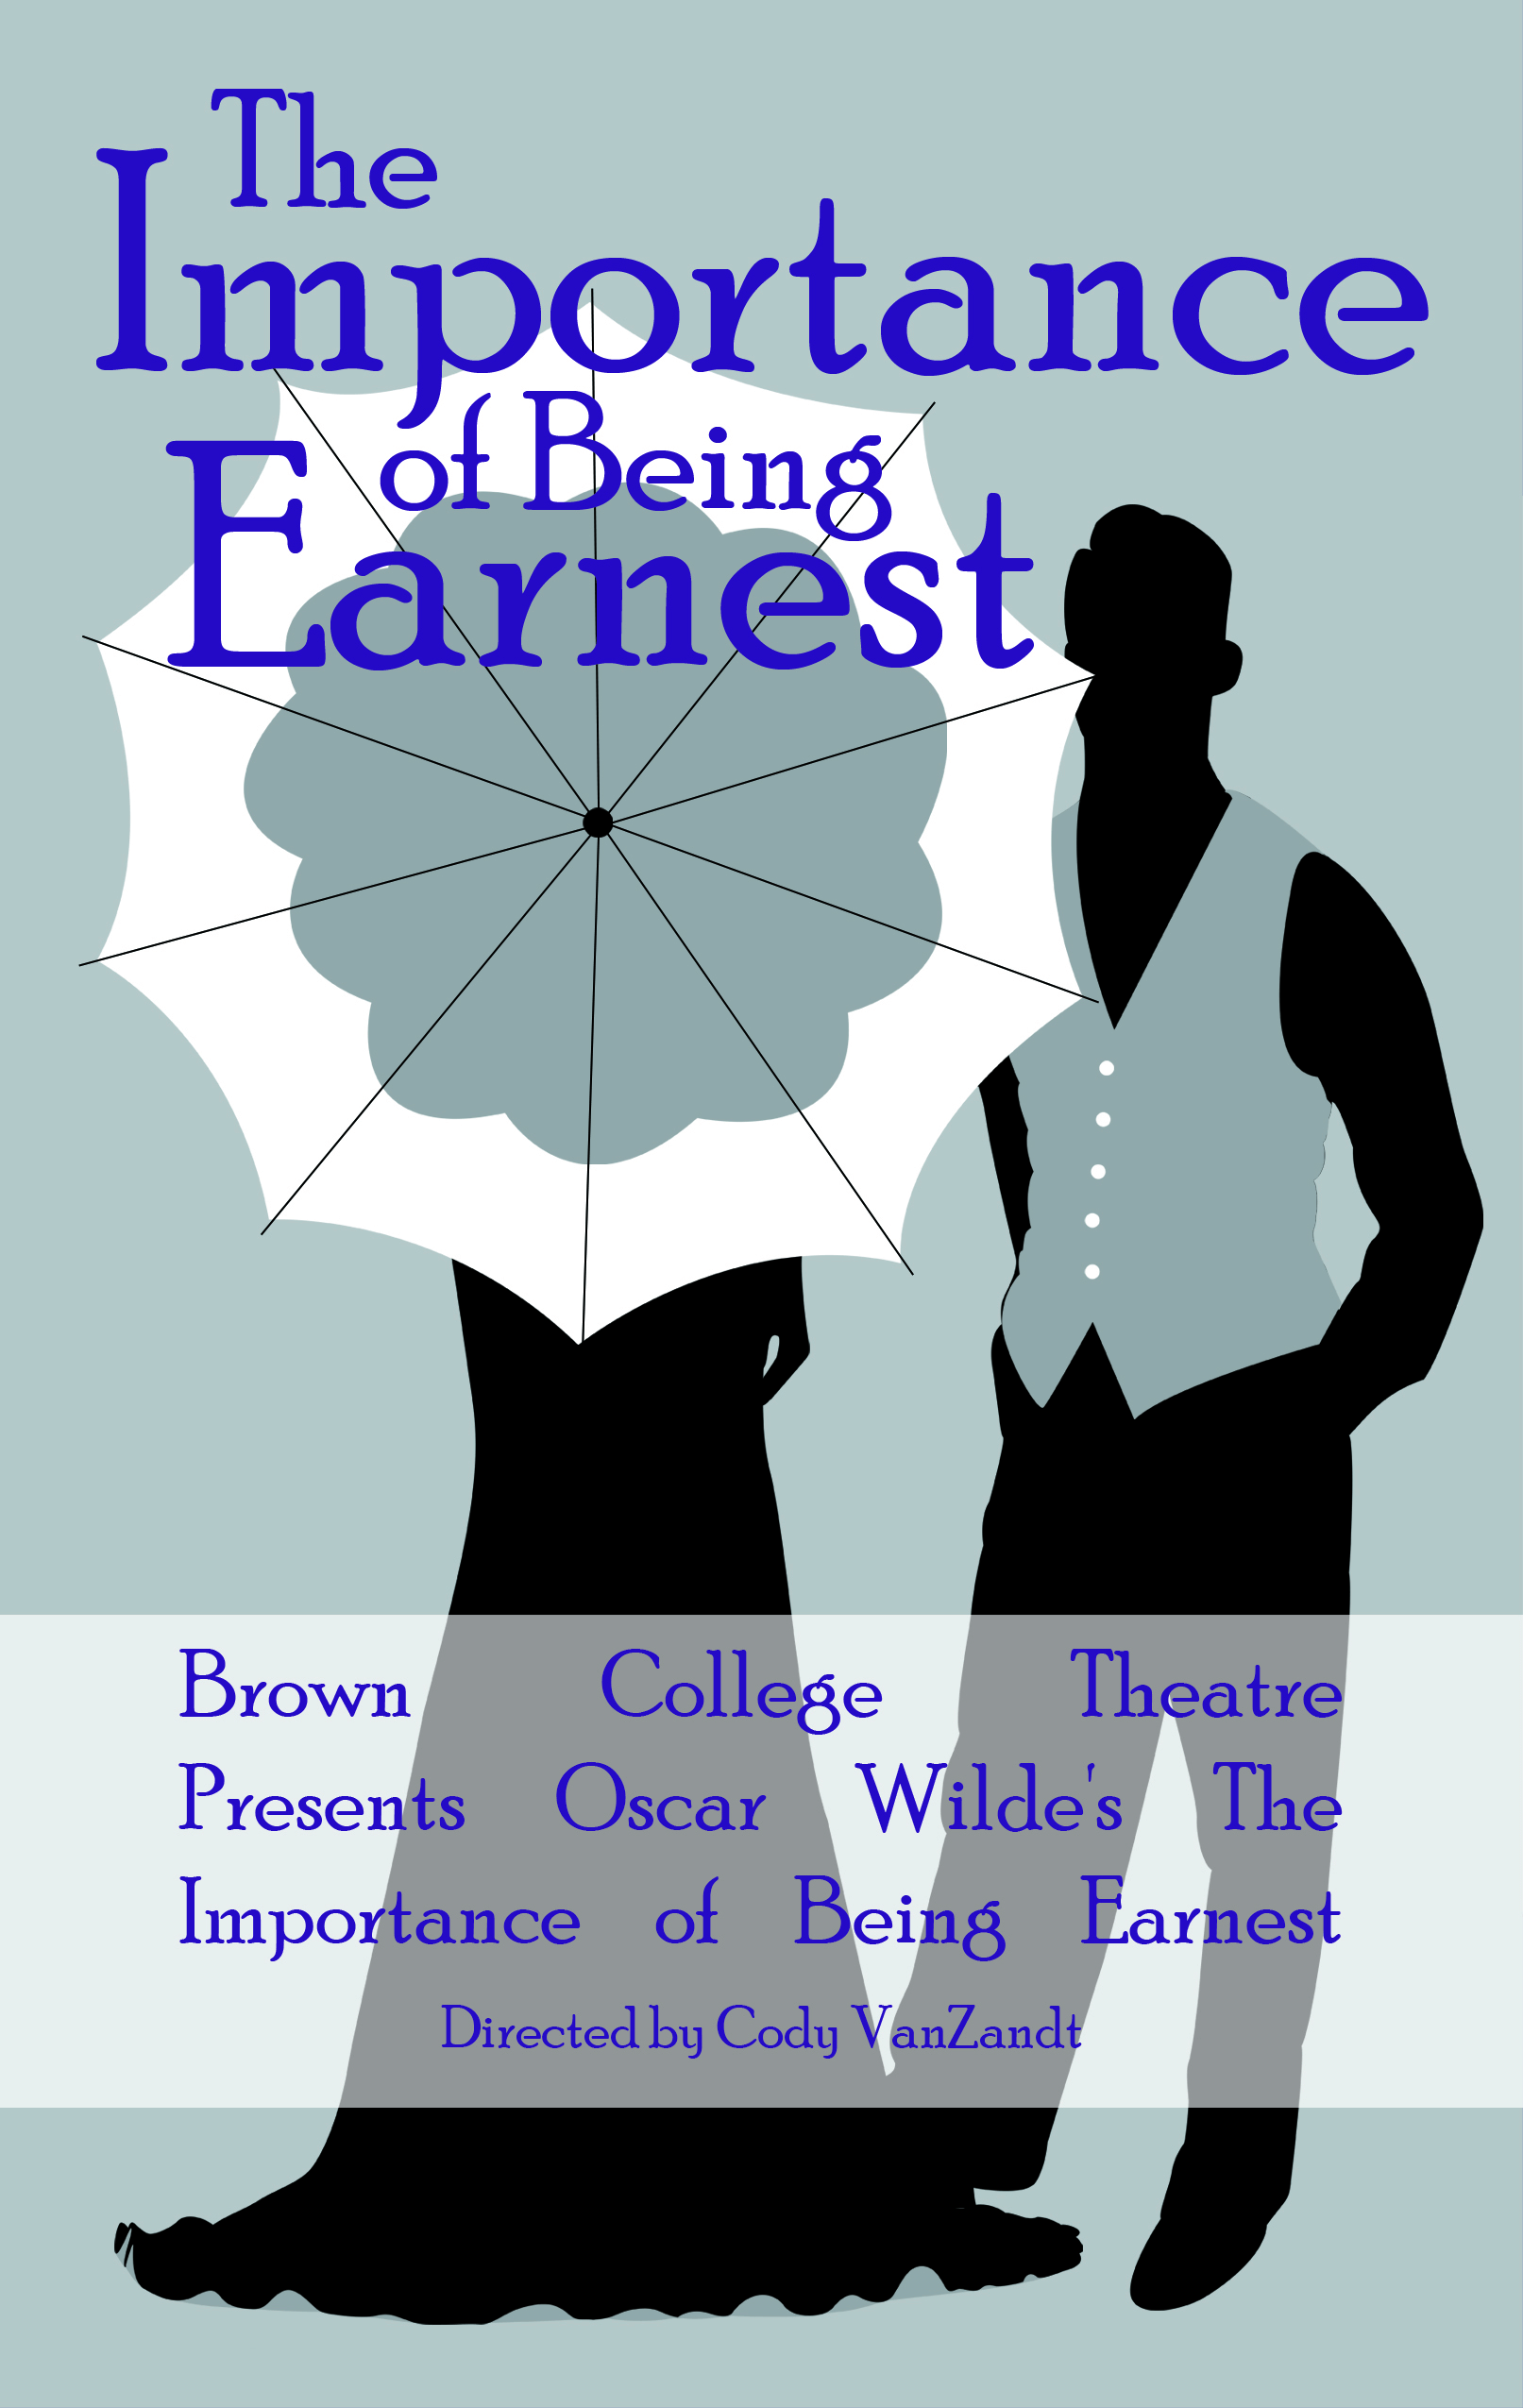 The
Importance
of Being
Earnest
Brown College Theatre
Presents Oscar Wilde's The
Importance of Being Earnest
Directed by Cody VanZandt